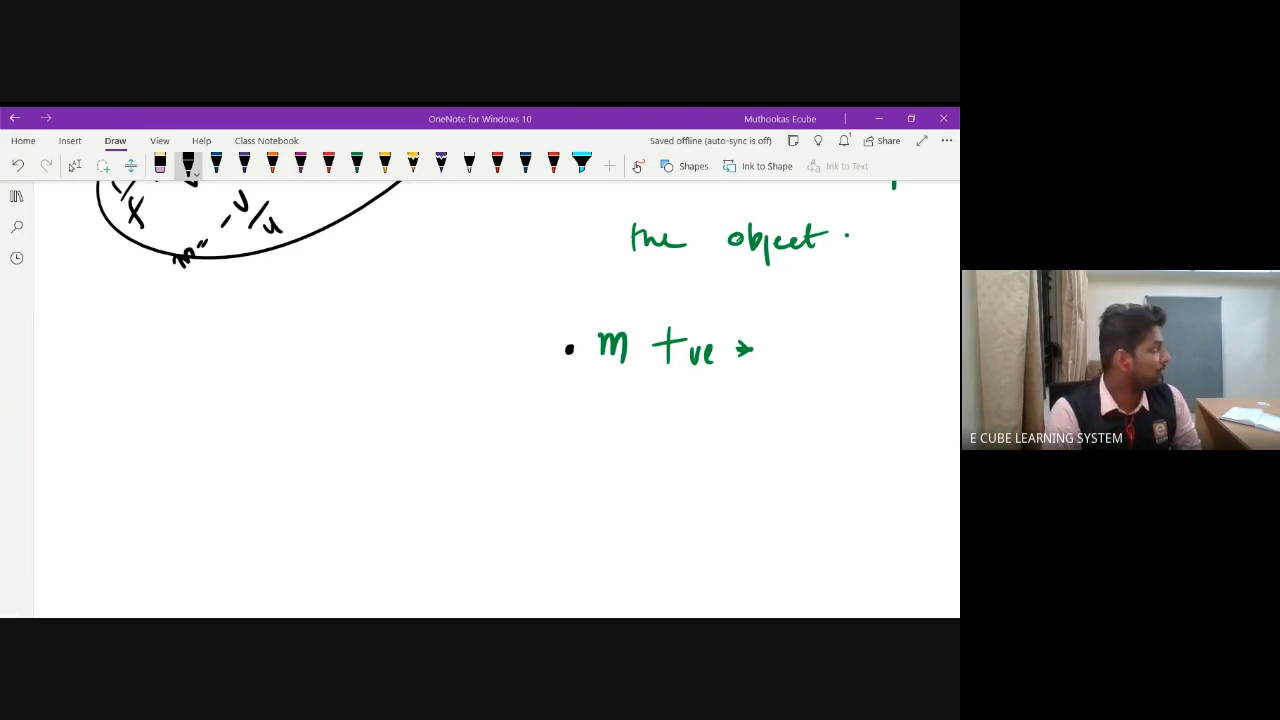 OneNote for Windows 10
Muthookas Ecube
Home Insert Draw View Help Class Notebook
Saved offline (auto-sync is off)
Share
Shapes
Ink to Shape
Ink to Text
-v/u
m"
the object.
• m +ve →
E CUBE LEARNING SYSTEM